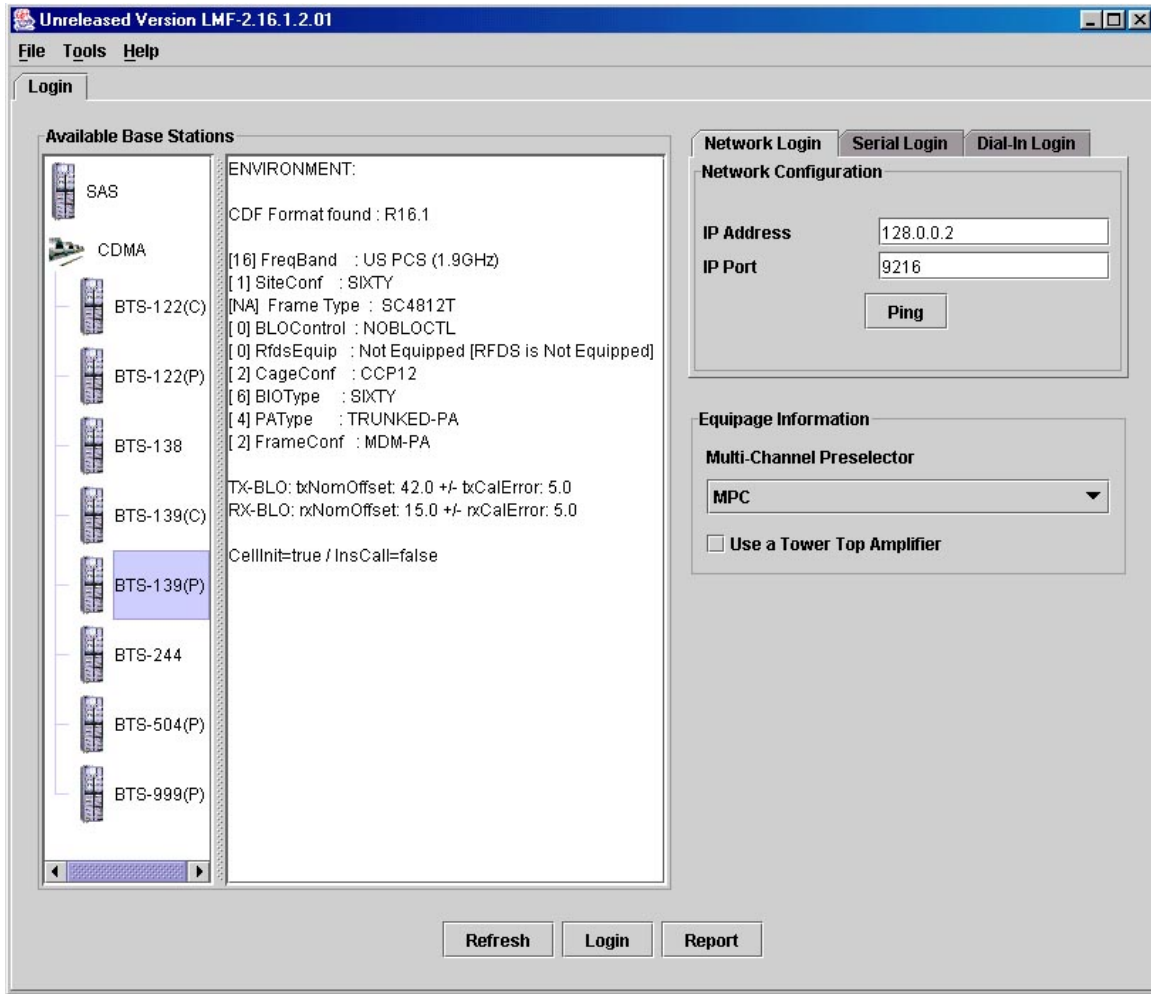 Unreleased Version LMF-2.16.1.2.01
File Tools Help
Login
Available Base Stations
SAS
CDMA
BTS-122(C)
BTS-122(P)
BTS-138
BTS-139(C)
BTS-139(P)
BTS-244
BTS-504(P)
BTS-999(P)
ENVIRONMENT:
CDF Format found : R16.1
[16] FreqBand : US PCS (1.9GHz)
[ 1] SiteConf : SIXTY
[NA] Frame Type : SC4812T
[ 0] BLOControl : NOBLOCTL
[ 0] RfdsEquip : Not Equipped [RFDS is Not Equipped]
[ 2] CageConf : CCP12
[ 6] BIOType : SIXTY
[ 4] PAType : TRUNKED-PA
[ 2] FrameConf : MDM-PA
TX-BLO: txNomOffset: 42.0 +/- txCalError: 5.0
RX-BLO: rxNomOffset: 15.0 +/- rxCalError: 5.0
CellInit=true / InsCall=false
Network Login Serial Login Dial-In Login
Network Configuration
IP Address 128.0.0.2
IP Port 9216
Ping
Equipage Information
Multi-Channel Preselector
MPC
Use a Tower Top Amplifier
Refresh Login Report